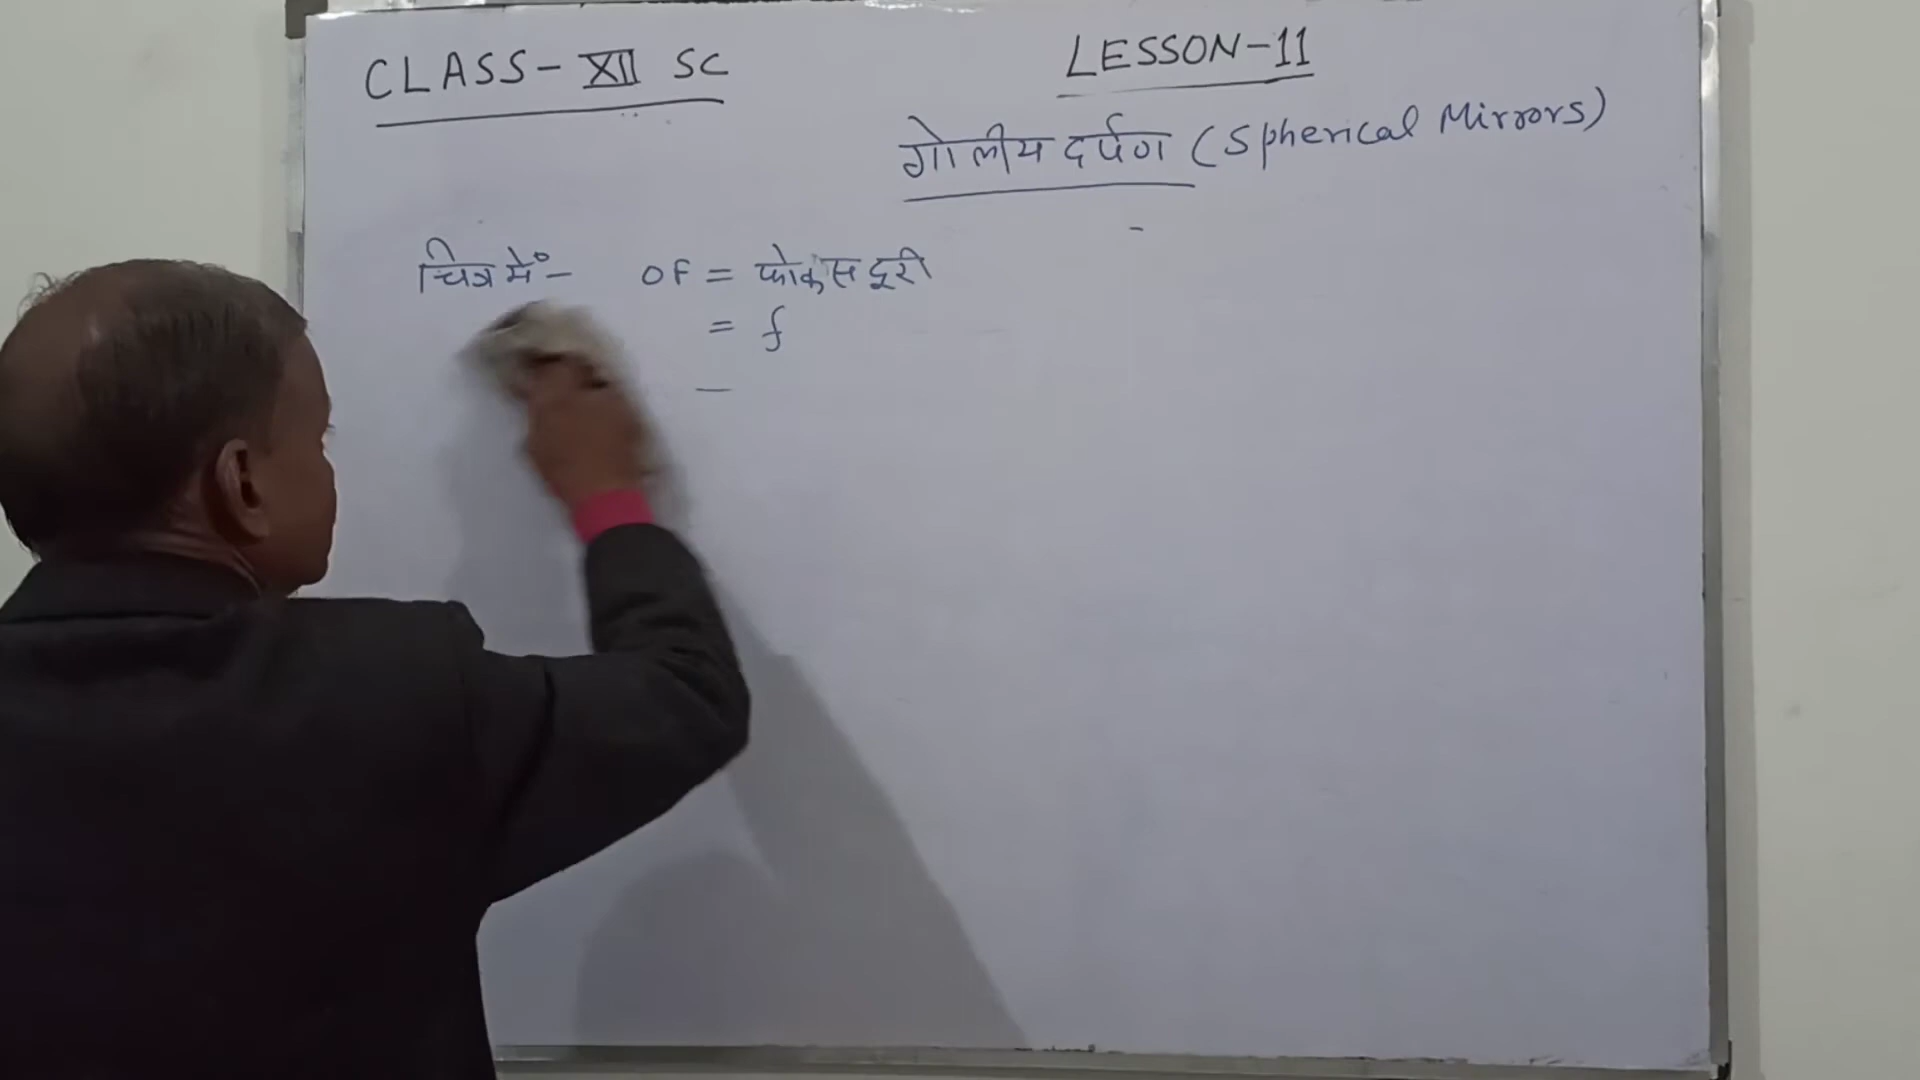 CLASS-XII SC
LESSON-11
गोलीय दर्पण (Spherical Mirrors)
चित्र में- OF = फोकस दूरी
= f